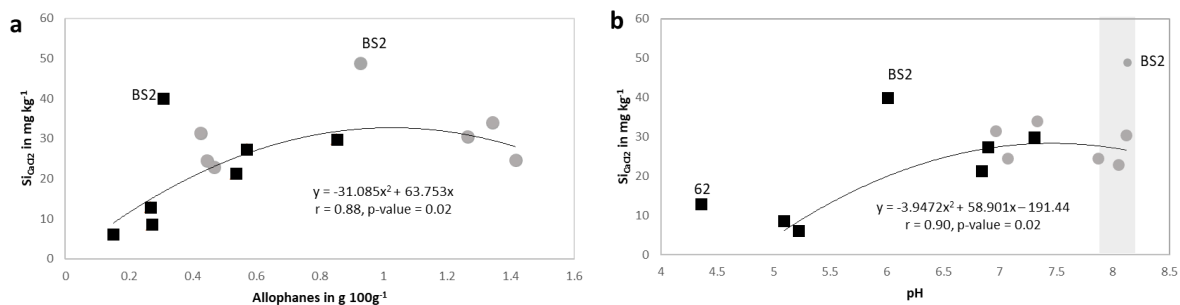 a
60
50
40
30
20
10
0
Si_CaCl2 in mg kg⁻¹
BS2
BS2
y = -31.085x² + 63.753x
r = 0.88, p-value = 0.02
0 0.2 0.4 0.6 0.8 1 1.2 1.4 1.6
Allophanes in g 100g⁻¹
b
60
50
40
30
20
10
0
Si_CaCl2 in mg kg⁻¹
BS2
BS2
62
y = -3.9472x² + 58.901x – 191.44
r = 0.90, p-value = 0.02
4 4.5 5 5.5 6 6.5 7 7.5 8 8.5
pH